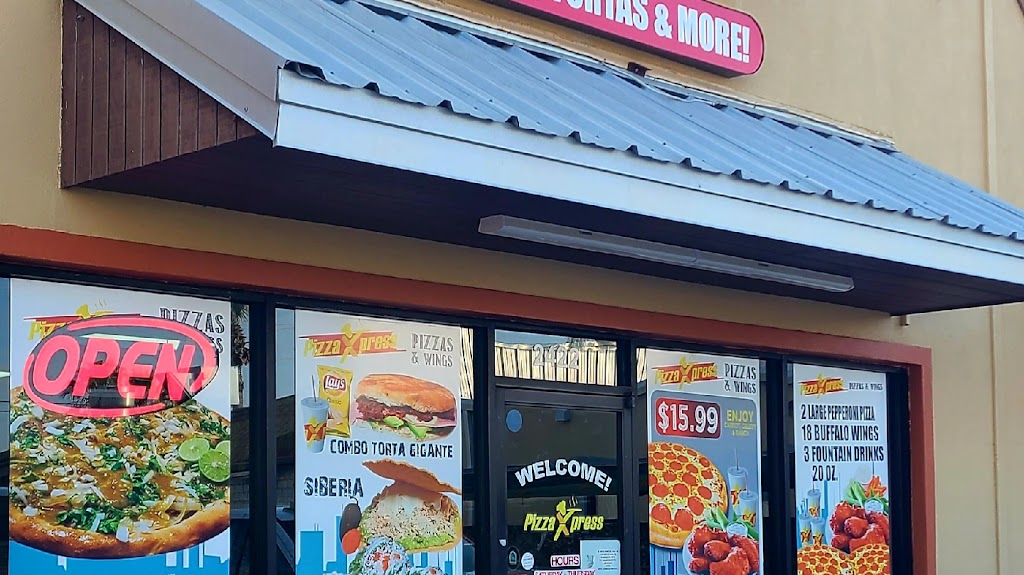 TORTAS & MORE!
OPEN
Pizza
PIZZAS
Pizza Xpress
PIZZAS
& WINGS
Lay's
COMBO TORTA GIGANTE
SIBERIA
2422
WELCOME!
Pizza Xpress
HOURS
Pizza Xpress
PIZZAS
& WINGS
$15.99
ENJOY
& RANCH
Pizza Xpress
PIZZAS & WINGS
2 LARGE PEPPERONI PIZZA
18 BUFFALO WINGS
3 FOUNTAIN DRINKS
20 OZ.